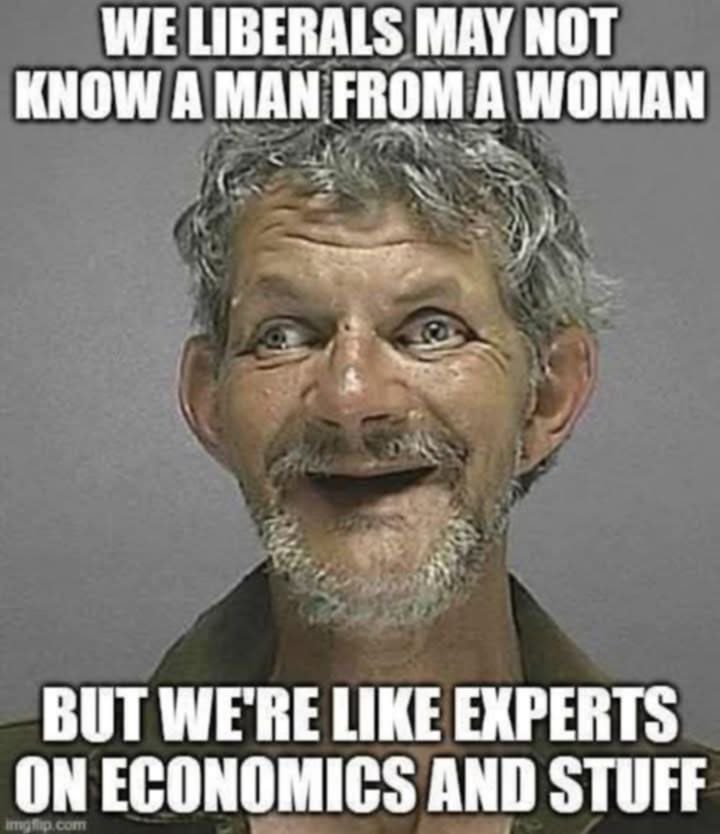 WE LIBERALS MAY NOT
KNOW A MAN FROM A WOMAN
BUT WE'RE LIKE EXPERTS
ON ECONOMICS AND STUFF
imgflip.com